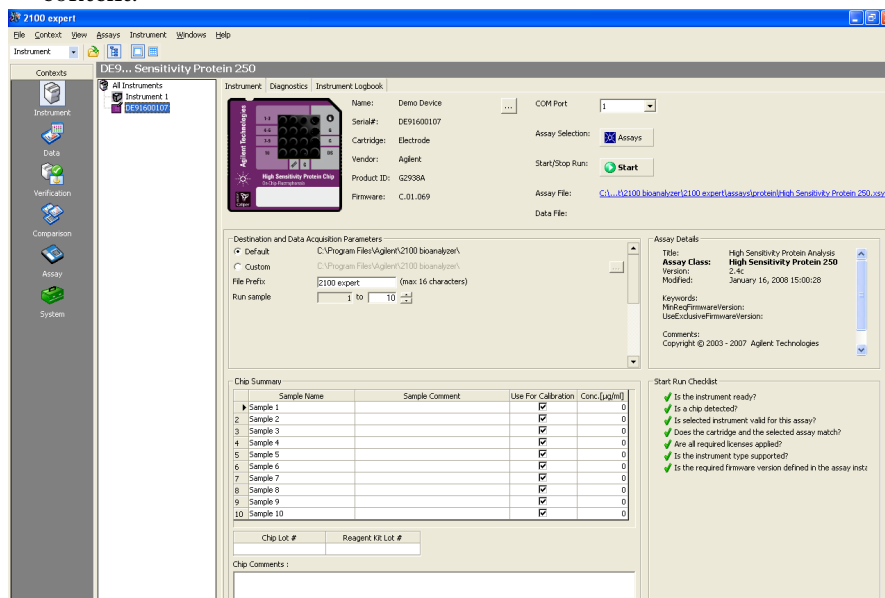 2100 expert
File Context View Assays Instrument Windows Help
Instrument
Contexts
Instrument
Data
Verification
Comparison
Assay
System
DE9... Sensitivity Protein 250
All Instruments
Instrument 1
DE91600107
Instrument Diagnostics Instrument Logbook
Agilent Technologies
High Sensitivity Protein Chip
Caliper
Name: Demo Device ...
Serial#: DE91600107
Cartridge: Electrode
Vendor: Agilent
Product ID: G2938A
Firmware: C.01.069
COM Port 1
Assay Selection: Assays
Start/Stop Run: Start
Assay File: C:\...t\2100 bioanalyzer\2100 expert\assays\protein\High Sensitivity Protein 250.xsy
Data File:
Destination and Data Acquisition Parameters
Default C:\Program Files\Agilent\2100 bioanalyzer\
Custom C:\Program Files\Agilent\2100 bioanalyzer\ ...
File Prefix 2100 expert (max 16 characters)
Run sample 1 to 10
Assay Details
Title: High Sensitivity Protein Analysis
Assay Class: High Sensitivity Protein 250
Version: 2.4c
Modified: January 16, 2008 15:00:28
Keywords:
MinReqFirmwareVersion:
UseExclusiveFirmwareVersion:
Comments:
Copyright © 2003 - 2007 Agilent Technologies
Chip Summary
Sample Name Sample Comment Use For Calibration Conc.[µg/ml]
Sample 1 0
2 Sample 2 0
3 Sample 3 0
4 Sample 4 0
5 Sample 5 0
6 Sample 6 0
7 Sample 7 0
8 Sample 8 0
9 Sample 9 0
10 Sample 10 0
Chip Lot # Reagent Kit Lot #
Chip Comments :
Start Run Checklist
Is the instrument ready?
Is a chip detected?
Is selected instrument valid for this assay?
Does the cartridge and the selected assay match?
Are all required licenses applied?
Is the instrument type supported?
Is the required firmware version defined in the assay insta